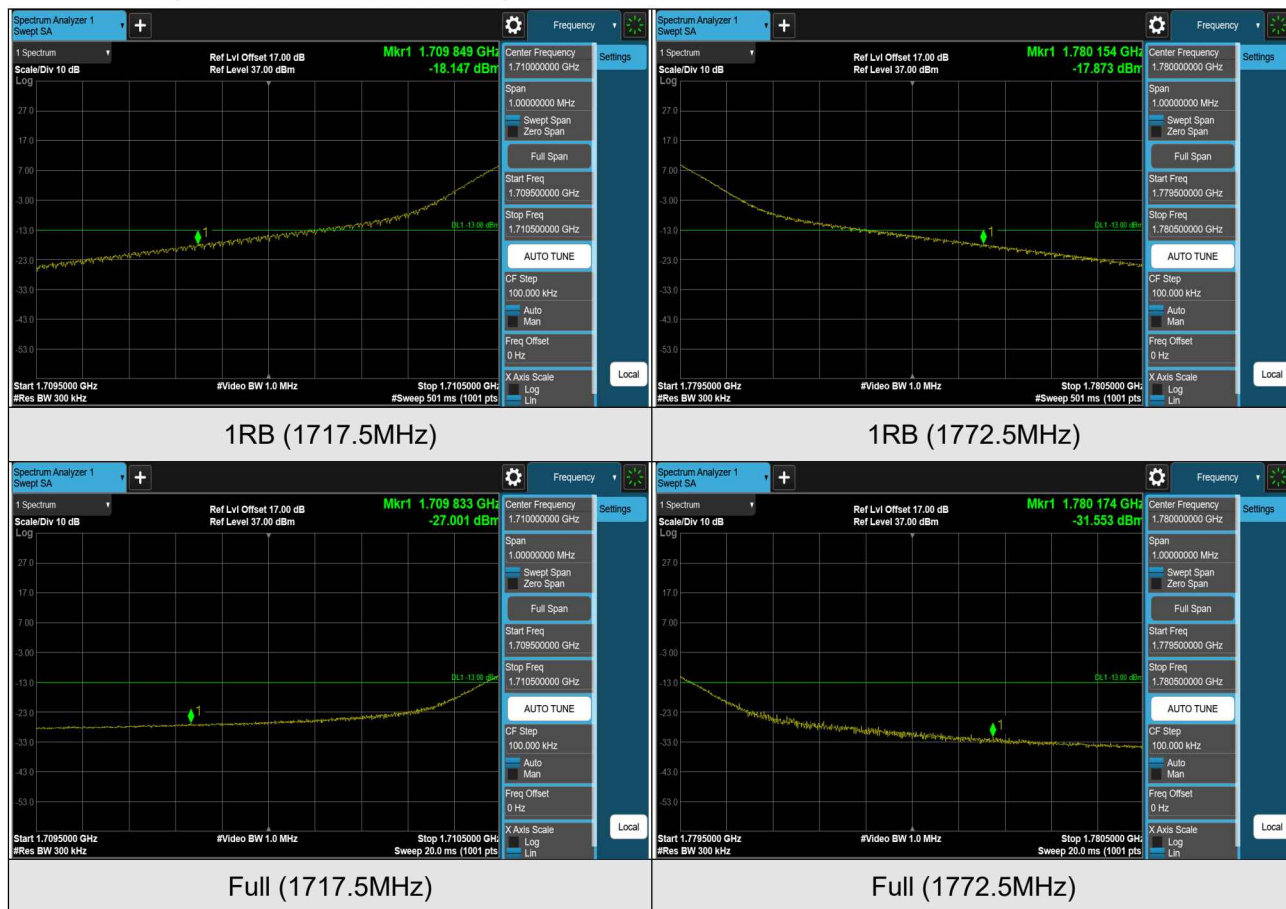 Spectrum Analyzer 1
Swept SA
+
Frequency
1 Spectrum
Scale/Div 10 dB
Log
Ref Lvl Offset 17.00 dB
Ref Level 37.00 dBm
Mkr1 1.709 849 GHz
-18.147 dBm
27.0
17.0
7.00
-3.00
-13.0
-23.0
-33.0
-43.0
-53.0
1
DL1 -13.00 dBm
Start 1.7095000 GHz
#Res BW 300 kHz
#Video BW 1.0 MHz
Stop 1.7105000 GHz
#Sweep 501 ms (1001 pts
Center Frequency
1.710000000 GHz
Span
1.00000000 MHz
Swept Span
Zero Span
Full Span
Start Freq
1.709500000 GHz
Stop Freq
1.710500000 GHz
AUTO TUNE
CF Step
100.000 kHz
Auto
Man
Freq Offset
0 Hz
X Axis Scale
Log
Lin
Settings
Local
Spectrum Analyzer 1
Swept SA
+
Frequency
1 Spectrum
Scale/Div 10 dB
Log
Ref Lvl Offset 17.00 dB
Ref Level 37.00 dBm
Mkr1 1.780 154 GHz
-17.873 dBm
27.0
17.0
7.00
-3.00
-13.0
-23.0
-33.0
-43.0
-53.0
1
DL1 -13.00 dBm
Start 1.7795000 GHz
#Res BW 300 kHz
#Video BW 1.0 MHz
Stop 1.7805000 GHz
#Sweep 501 ms (1001 pts
Center Frequency
1.780000000 GHz
Span
1.00000000 MHz
Swept Span
Zero Span
Full Span
Start Freq
1.779500000 GHz
Stop Freq
1.780500000 GHz
AUTO TUNE
CF Step
100.000 kHz
Auto
Man
Freq Offset
0 Hz
X Axis Scale
Log
Lin
Settings
Local
1RB (1717.5MHz)
1RB (1772.5MHz)
Spectrum Analyzer 1
Swept SA
+
Frequency
1 Spectrum
Scale/Div 10 dB
Log
Ref Lvl Offset 17.00 dB
Ref Level 37.00 dBm
Mkr1 1.709 833 GHz
-27.001 dBm
27.0
17.0
7.00
-3.00
-13.0
-23.0
-33.0
-43.0
-53.0
1
DL1 -13.00 dBm
Start 1.7095000 GHz
#Res BW 300 kHz
#Video BW 1.0 MHz
Stop 1.7105000 GHz
Sweep 20.0 ms (1001 pts
Center Frequency
1.710000000 GHz
Span
1.00000000 MHz
Swept Span
Zero Span
Full Span
Start Freq
1.709500000 GHz
Stop Freq
1.710500000 GHz
AUTO TUNE
CF Step
100.000 kHz
Auto
Man
Freq Offset
0 Hz
X Axis Scale
Log
Lin
Settings
Local
Spectrum Analyzer 1
Swept SA
+
Frequency
1 Spectrum
Scale/Div 10 dB
Log
Ref Lvl Offset 17.00 dB
Ref Level 37.00 dBm
Mkr1 1.780 174 GHz
-31.553 dBm
27.0
17.0
7.00
-3.00
-13.0
-23.0
-33.0
-43.0
-53.0
1
DL1 -13.00 dBm
Start 1.7795000 GHz
#Res BW 300 kHz
#Video BW 1.0 MHz
Stop 1.7805000 GHz
Sweep 20.0 ms (1001 pts
Center Frequency
1.780000000 GHz
Span
1.00000000 MHz
Swept Span
Zero Span
Full Span
Start Freq
1.779500000 GHz
Stop Freq
1.780500000 GHz
AUTO TUNE
CF Step
100.000 kHz
Auto
Man
Freq Offset
0 Hz
X Axis Scale
Log
Lin
Settings
Local
Full (1717.5MHz)
Full (1772.5MHz)